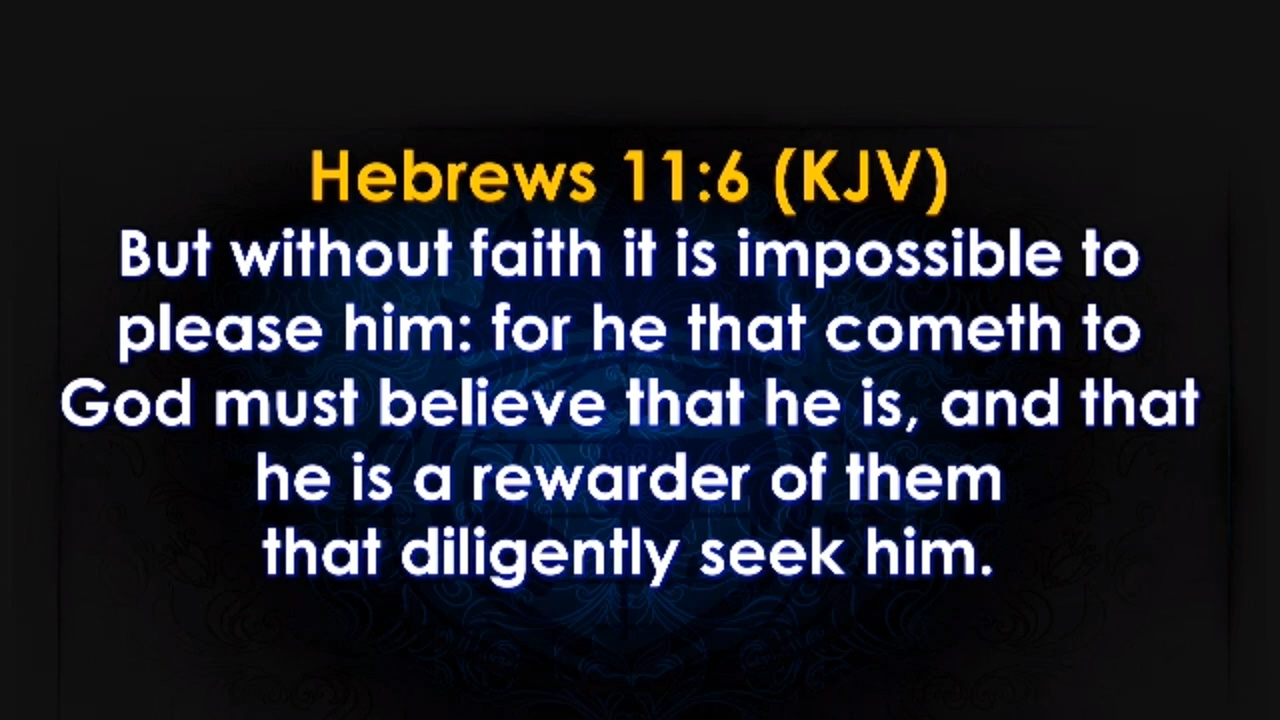 Hebrews 11:6 (KJV)
But without faith it is impossible to
please him: for he that cometh to
God must believe that he is, and that
he is a rewarder of them
that diligently seek him.